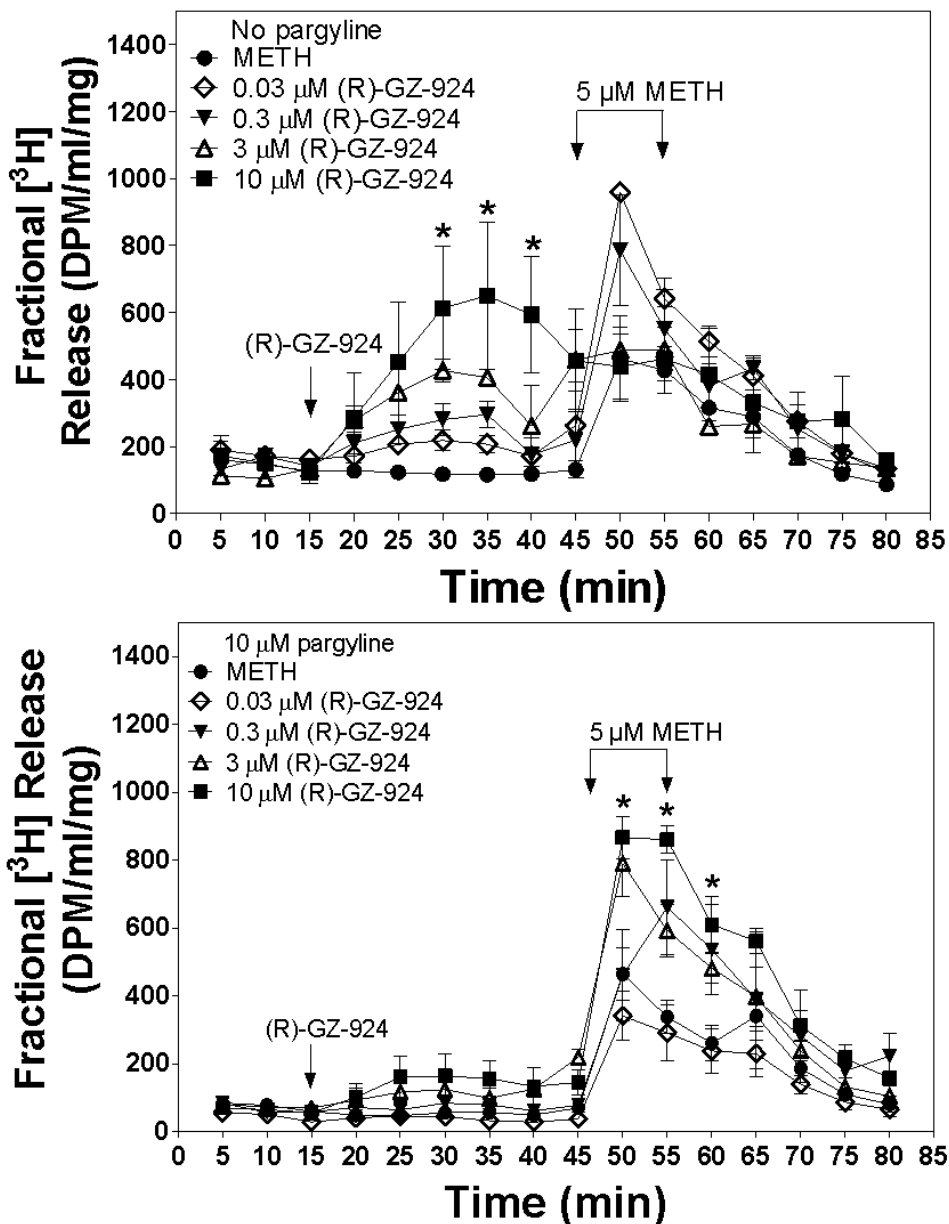 No pargyline
METH
0.03 µM (R)-GZ-924
0.3 µM (R)-GZ-924
3 µM (R)-GZ-924
10 µM (R)-GZ-924
5 µM METH
(R)-GZ-924
*
*
*
Fractional [³H]
Release (DPM/ml/mg)
1400
1200
1000
800
600
400
200
0
0 5 10 15 20 25 30 35 40 45 50 55 60 65 70 75 80 85
Time (min)
10 µM pargyline
METH
0.03 µM (R)-GZ-924
0.3 µM (R)-GZ-924
3 µM (R)-GZ-924
10 µM (R)-GZ-924
5 µM METH
(R)-GZ-924
*
*
*
Fractional [³H] Release
(DPM/ml/mg)
1400
1200
1000
800
600
400
200
0
0 5 10 15 20 25 30 35 40 45 50 55 60 65 70 75 80 85
Time (min)